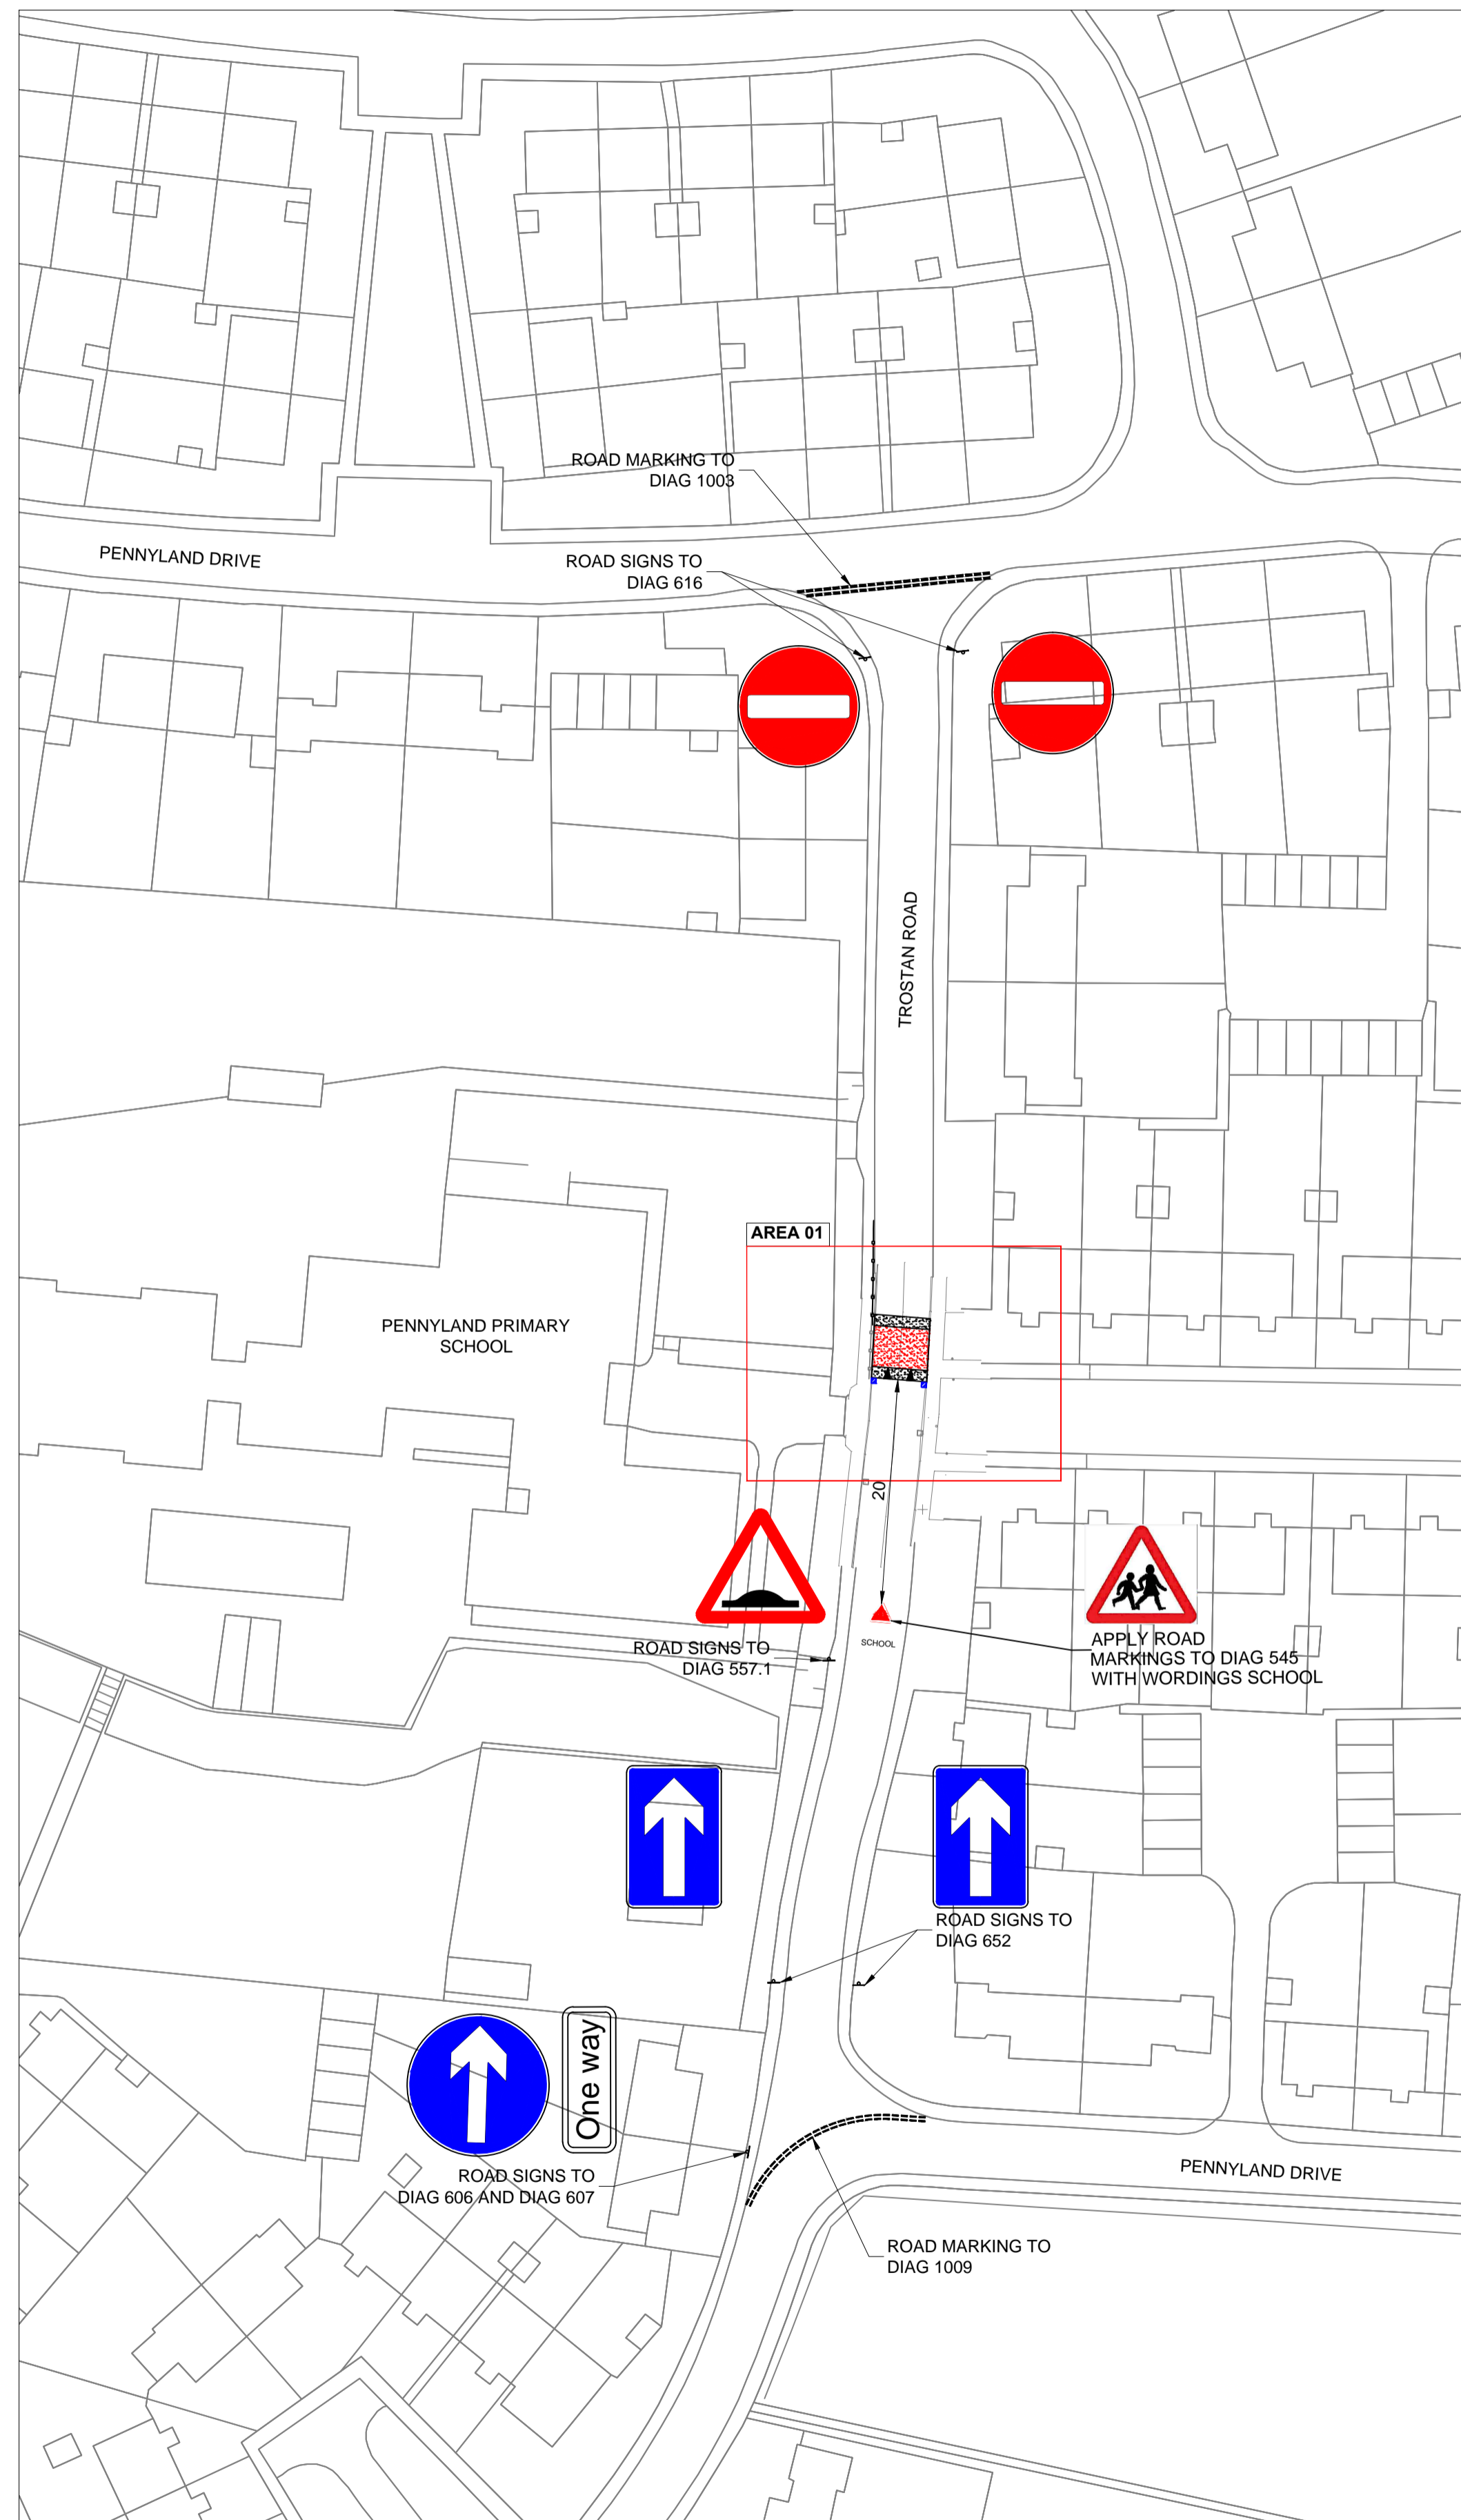 ROAD MARKING TO
DIAG 1003
PENNYLAND DRIVE
ROAD SIGNS TO
DIAG 616
TROSTAN ROAD
AREA 01
PENNYLAND PRIMARY
SCHOOL
20
SCHOOL
ROAD SIGNS TO
DIAG 557.1
APPLY ROAD
MARKINGS TO DIAG 545
WITH WORDINGS SCHOOL
ROAD SIGNS TO
DIAG 652
One way
ROAD SIGNS TO
DIAG 606 AND DIAG 607
PENNYLAND DRIVE
ROAD MARKING TO
DIAG 1009